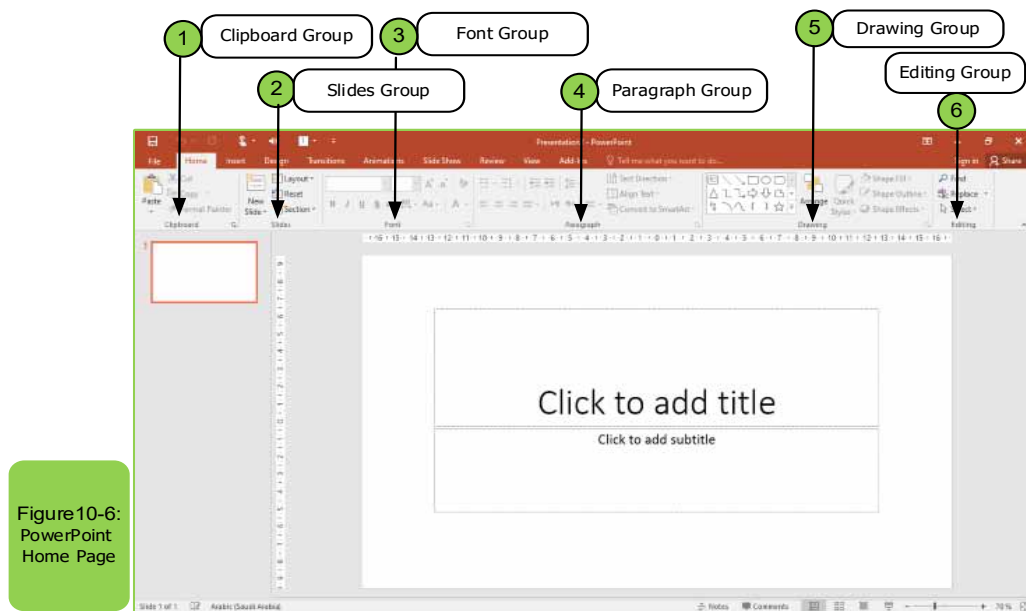 1 Clipboard Group
3 Font Group
5 Drawing Group
2 Slides Group
4 Paragraph Group
Editing Group
6
PowerPoint
File Home Insert Design Transitions Animations Slide Show Review View Add-ins Tell me what you want to do... Sign in Share
Cut
Layout
Text Direction
Shape Fill
Find
Copy
Reset
Align Text
Shape Outline
Replace
Paste
Format Painter
New
Slide
Section
Convert to SmartArt
Arrange
Quick
Styles
Shape Effects
Select
Clipboard Slides Font Paragraph Drawing Editing
1
Click to add title
Click to add subtitle
Figure10-6:
PowerPoint
Home Page
Slide 1 of 1 Arabic (Saudi Arabia) Notes Comments 70%